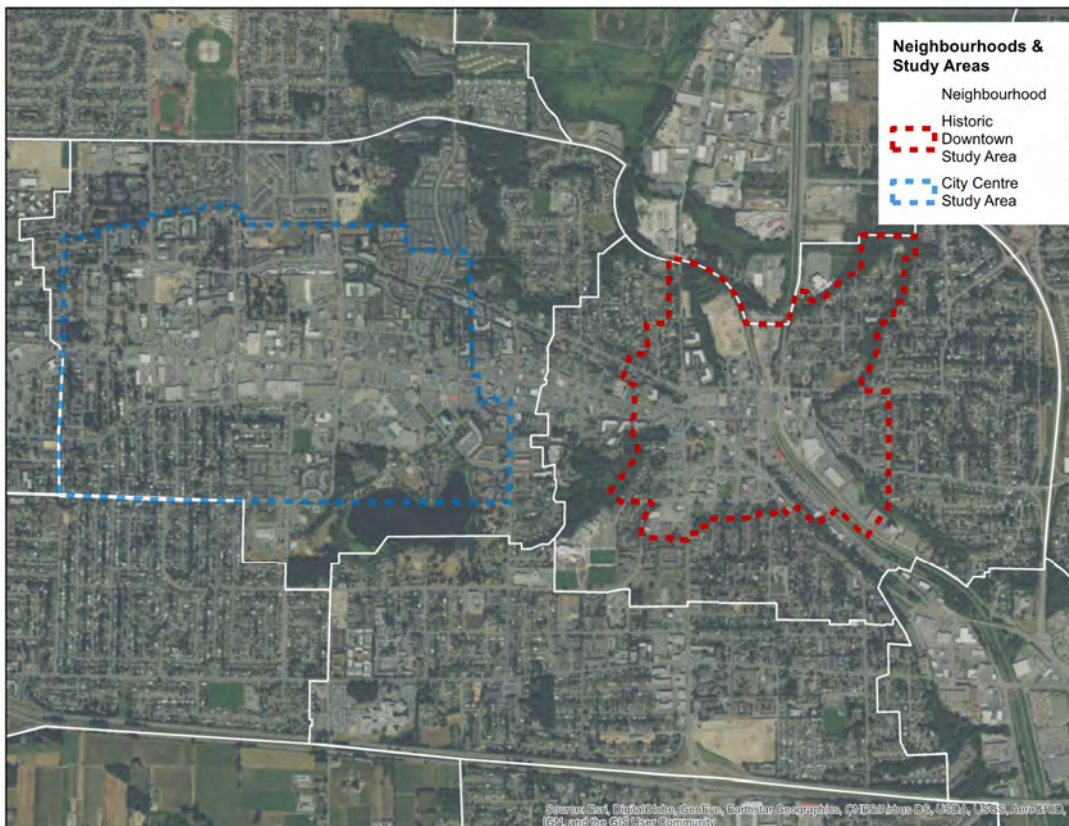 Neighbourhoods &
Study Areas
Neighbourhood
Historic
Downtown
Study Area
City Centre
Study Area
Source: Esri, DigitalGlobe, GeoEye, Earthstar Geographics, CNES/Airbus DS, USDA, USGS, AeroGRID,
IGN, and the GIS User Community